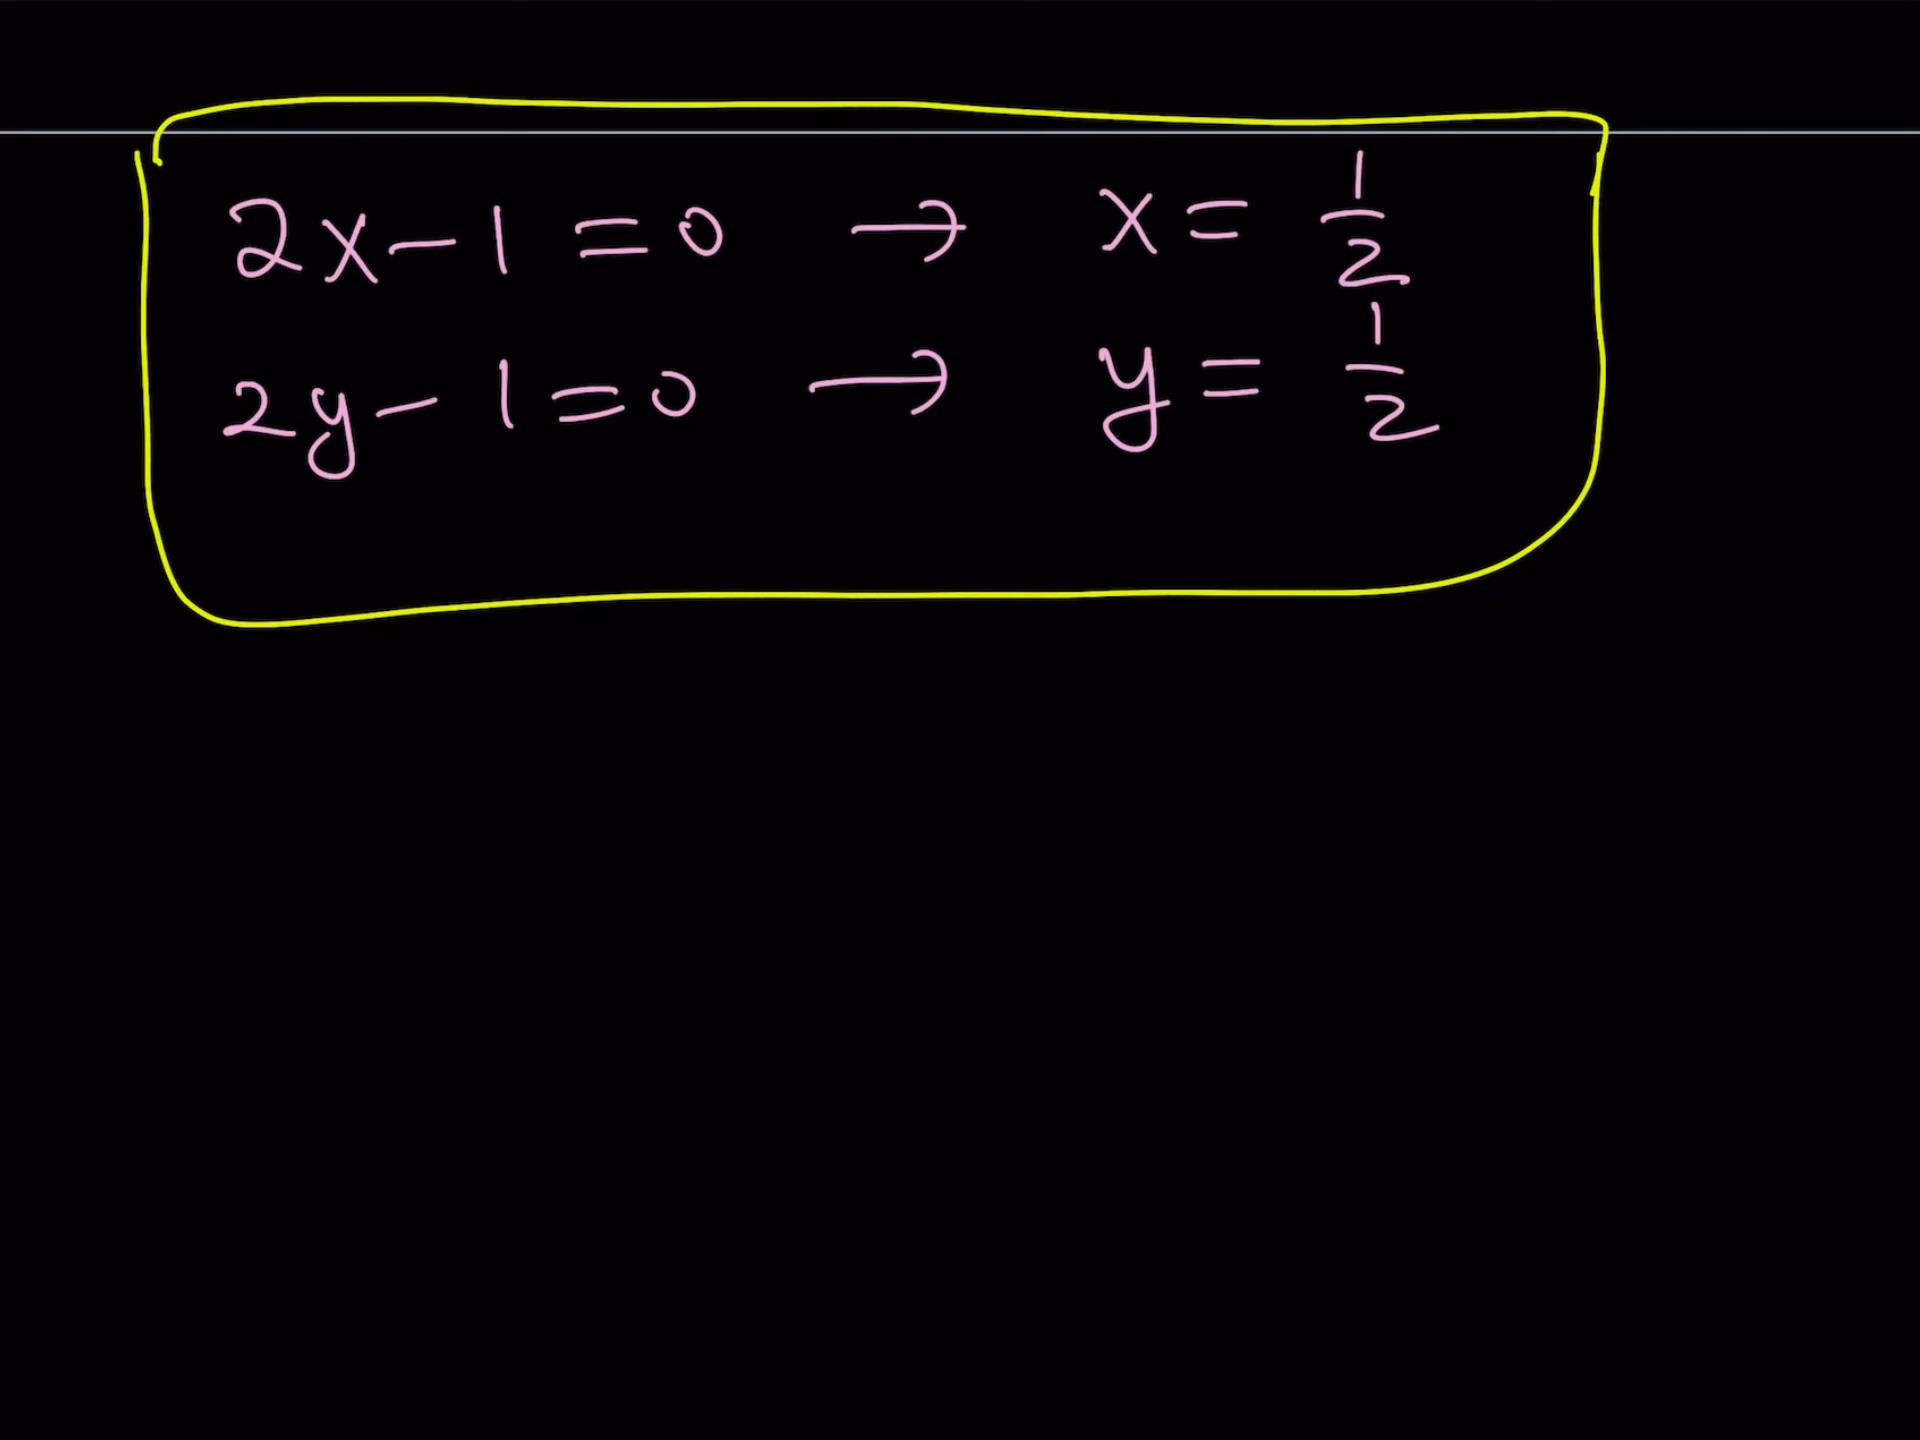 2x-1=0 → x=1/2
2y-1=0 → y=1/2